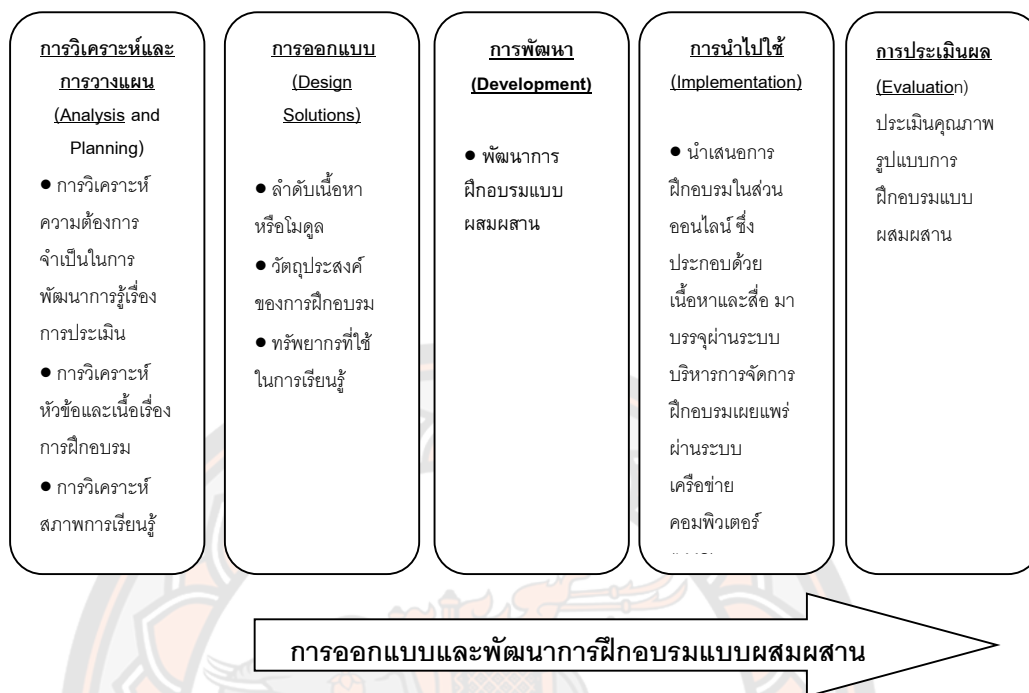 การวิเคราะห์และ
การวางแผน
(Analysis and
Planning)
● การวิเคราะห์
ความต้องการ
จำเป็นในการ
พัฒนาการรู้เรื่อง
การประเมิน
● การวิเคราะห์
หัวข้อและเนื้อเรื่อง
การฝึกอบรม
● การวิเคราะห์
สภาพการเรียนรู้
การออกแบบ
(Design
Solutions)
● ลำดับเนื้อหา
หรือโมดูล
● วัตถุประสงค์
ของการฝึกอบรม
● ทรัพยากรที่ใช้
ในการเรียนรู้
การพัฒนา
(Development)
● พัฒนาการ
ฝึกอบรมแบบ
ผสมผสาน
การนำไปใช้
(Implementation)
● นำเสนอการ
ฝึกอบรมในส่วน
ออนไลน์ ซึ่ง
ประกอบด้วย
เนื้อหาและสื่อ มา
บรรจุผ่านระบบ
บริหารการจัดการ
ฝึกอบรมเผยแพร่
ผ่านระบบ
เครือข่าย
คอมพิวเตอร์
การประเมินผล
(Evaluation)
ประเมินคุณภาพ
รูปแบบการ
ฝึกอบรมแบบ
ผสมผสาน
การออกแบบและพัฒนาการฝึกอบรมแบบผสมผสาน